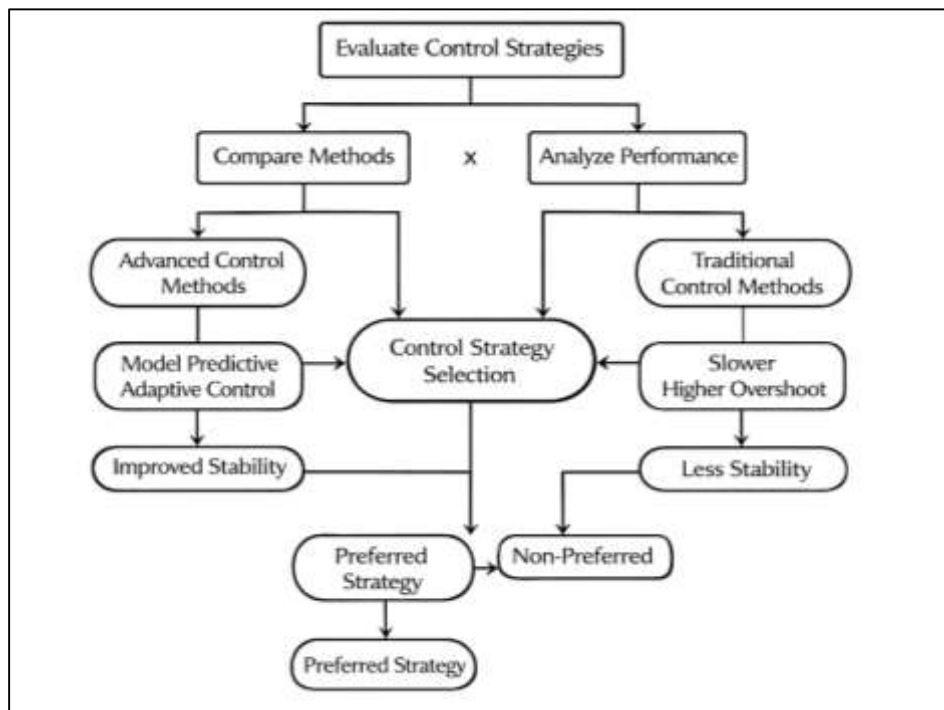 Evaluate Control Strategies
Compare Methods
x
Analyze Performance
Advanced Control
Methods
Traditional
Control Methods
Control Strategy
Selection
Model Predictive
Adaptive Control
Slower
Higher Overshoot
Improved Stability
Less Stability
Preferred
Strategy
Non-Preferred
Preferred Strategy